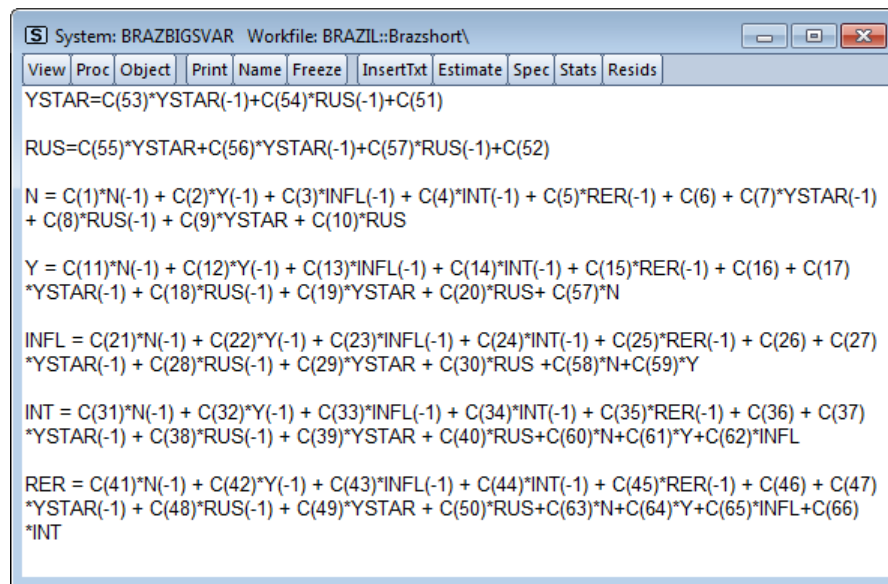 S System: BRAZBIGSVAR Workfile: BRAZIL::Brazshort\
View Proc Object Print Name Freeze InsertTxt Estimate Spec Stats Resids
YSTAR=C(53)*YSTAR(-1)+C(54)*RUS(-1)+C(51)
RUS=C(55)*YSTAR+C(56)*YSTAR(-1)+C(57)*RUS(-1)+C(52)
N = C(1)*N(-1) + C(2)*Y(-1) + C(3)*INFL(-1) + C(4)*INT(-1) + C(5)*RER(-1) + C(6) + C(7)*YSTAR(-1)
+ C(8)*RUS(-1) + C(9)*YSTAR + C(10)*RUS
Y = C(11)*N(-1) + C(12)*Y(-1) + C(13)*INFL(-1) + C(14)*INT(-1) + C(15)*RER(-1) + C(16) + C(17)
*YSTAR(-1) + C(18)*RUS(-1) + C(19)*YSTAR + C(20)*RUS+ C(57)*N
INFL = C(21)*N(-1) + C(22)*Y(-1) + C(23)*INFL(-1) + C(24)*INT(-1) + C(25)*RER(-1) + C(26) + C(27)
*YSTAR(-1) + C(28)*RUS(-1) + C(29)*YSTAR + C(30)*RUS +C(58)*N+C(59)*Y
INT = C(31)*N(-1) + C(32)*Y(-1) + C(33)*INFL(-1) + C(34)*INT(-1) + C(35)*RER(-1) + C(36) + C(37)
*YSTAR(-1) + C(38)*RUS(-1) + C(39)*YSTAR + C(40)*RUS+C(60)*N+C(61)*Y+C(62)*INFL
RER = C(41)*N(-1) + C(42)*Y(-1) + C(43)*INFL(-1) + C(44)*INT(-1) + C(45)*RER(-1) + C(46) + C(47)
*YSTAR(-1) + C(48)*RUS(-1) + C(49)*YSTAR + C(50)*RUS+C(63)*N+C(64)*Y+C(65)*INFL+C(66)
*INT